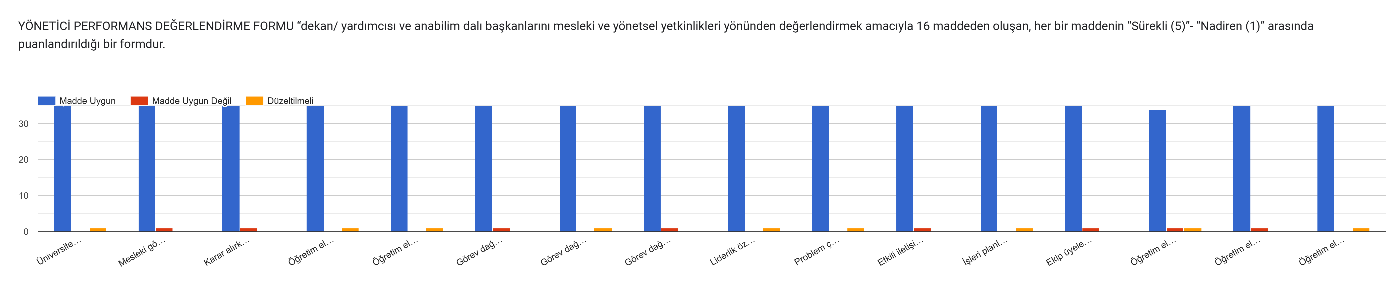 YÖNETİCİ PERFORMANS DEĞERLENDİRME FORMU “dekan/ yardımcısı ve anabilim dalı başkanlarını mesleki ve yönetsel yetkinlikleri yönünden değerlendirmek amacıyla 16 maddeden oluşan, her bir maddenin “Sürekli (5)”- “Nadiren (1)” arasında
puanlandırıldığı bir formdur.
Madde Uygun Madde Uygun Değil Düzeltilmeli
30
20
10
0
Üniversite… Mesleki gö… Karar alırk… Öğretim el… Öğretim el… Görev dağ… Görev dağ… Görev dağ… Liderlik öz… Problem ç… Etkili iletişi… İşleri planl… Ekip üyele… Öğretim el… Öğretim el… Öğretim el…